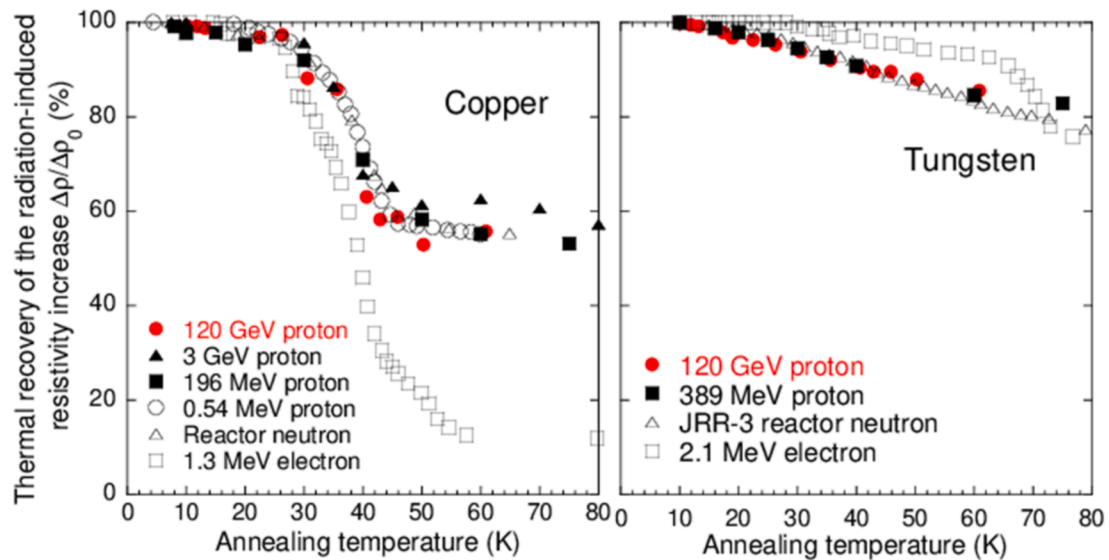 Thermal recovery of the radiation-induced
resistivity increase Δρ/Δρ0 (%)
100
80
60
40
20
0
Copper
120 GeV proton
3 GeV proton
196 MeV proton
0.54 MeV proton
Reactor neutron
1.3 MeV electron
0 10 20 30 40 50 60 70 80
Annealing temperature (K)
Tungsten
120 GeV proton
389 MeV proton
JRR-3 reactor neutron
2.1 MeV electron
0 10 20 30 40 50 60 70 80
Annealing temperature (K)